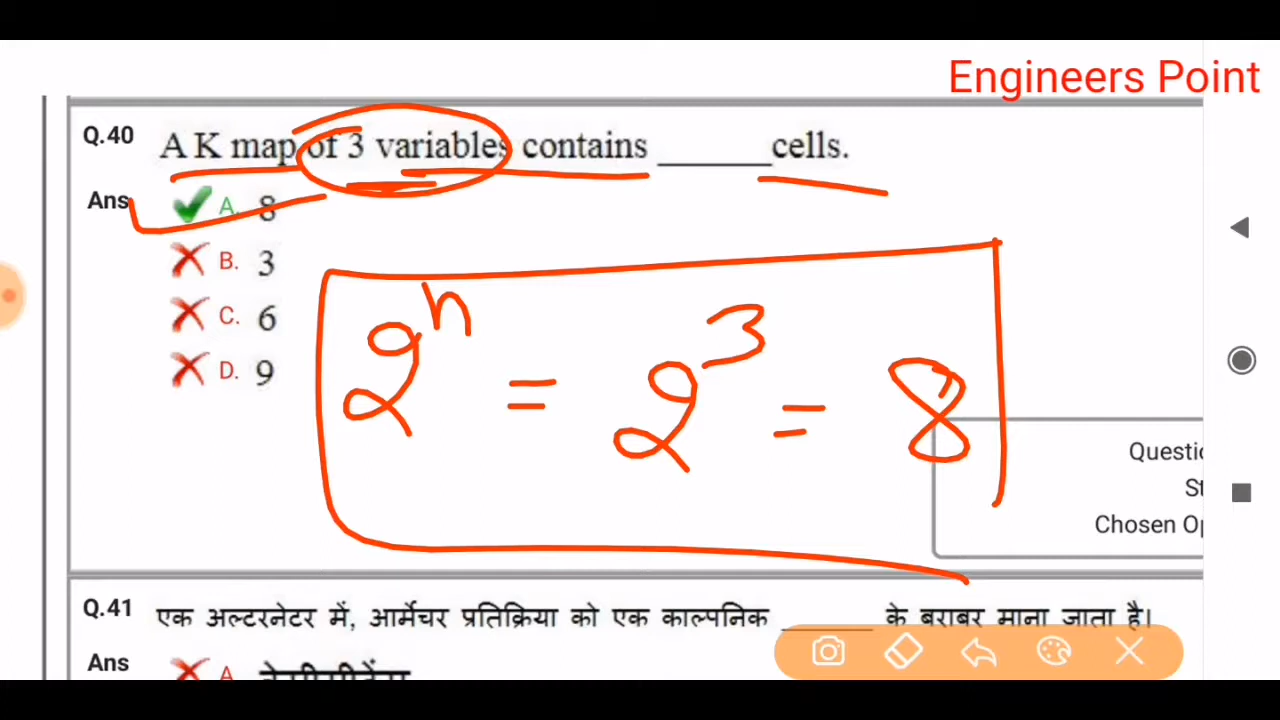 Engineers Point
Q.40 A K map of 3 variables contains ______ cells.
Ans A. 8
B. 3
C. 6
D. 9
2ⁿ = 2³ = 8
Questio
St
Chosen Op
Q.41 एक अल्टरनेटर में, आर्मेचर प्रतिक्रिया को एक काल्पनिक ______ के बराबर माना जाता है।
Ans A